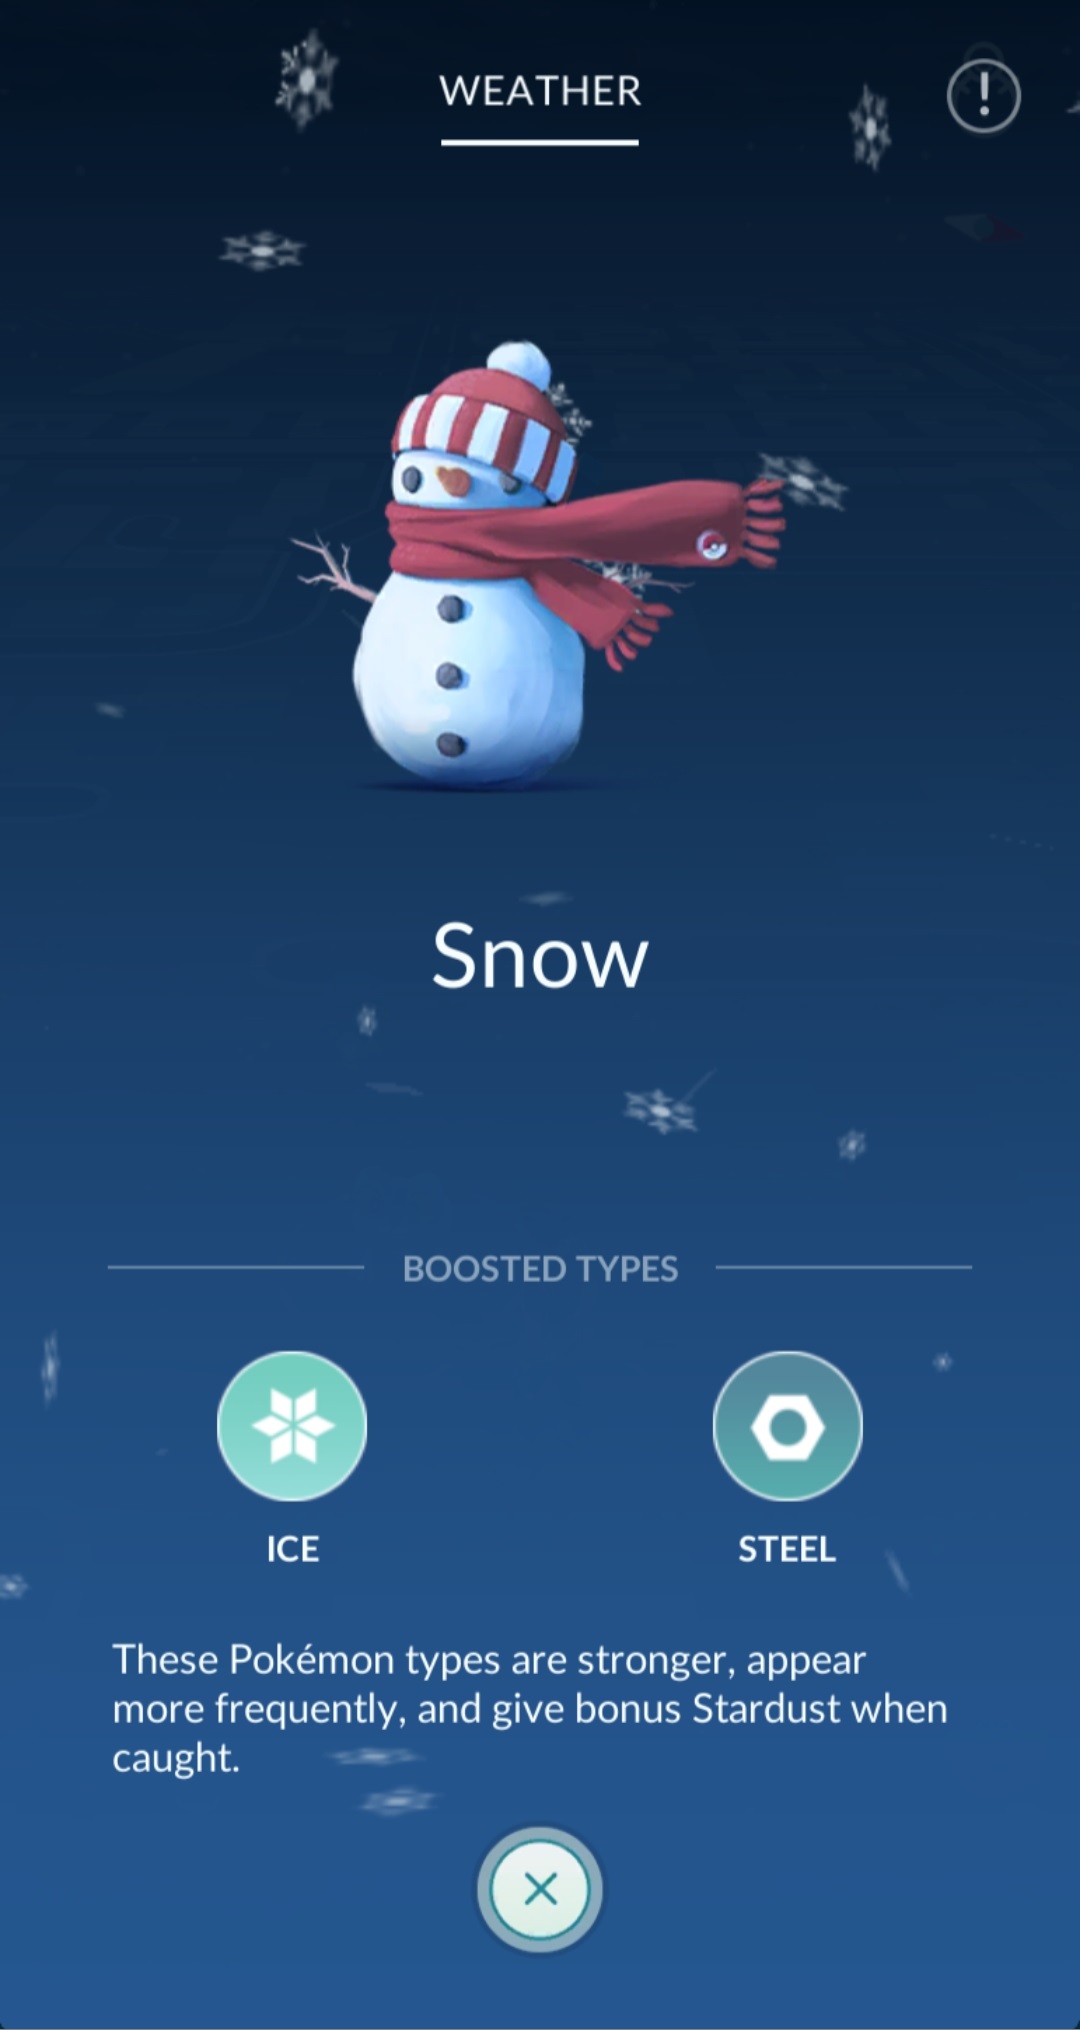 WEATHER
Snow
BOOSTED TYPES
ICE
STEEL
These Pokémon types are stronger, appear
more frequently, and give bonus Stardust when
caught.